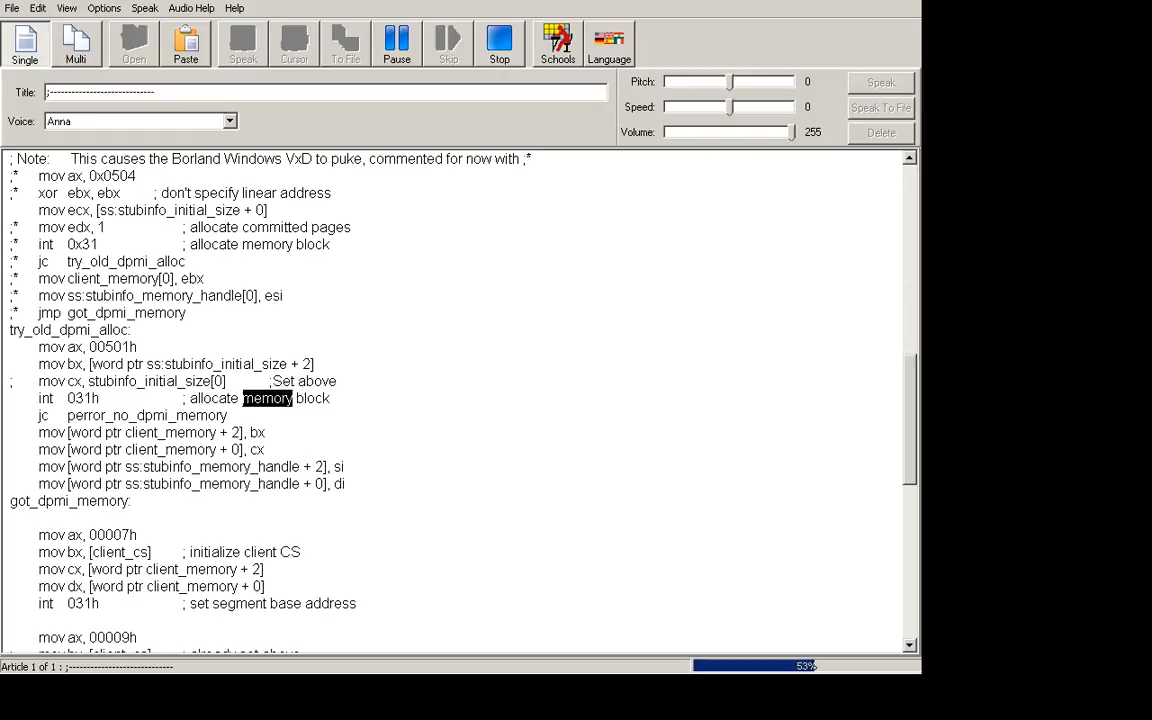 File Edit View Options Speak Audio Help Help
Single Multi Open Paste Speak Cursor To File Pause Skip Stop Schools Language
Title: ;----------------------------
Voice: Anna
Pitch: 0 Speak
Speed: 0 Speak To File
Volume: 255 Delete
; Note: This causes the Borland Windows VxD to puke, commented for now with ;*
;* mov ax, 0x0504
;* xor ebx, ebx ; don't specify linear address
mov ecx, [ss:stubinfo_initial_size + 0]
;* mov edx, 1 ; allocate committed pages
;* int 0x31 ; allocate memory block
;* jc try_old_dpmi_alloc
;* mov client_memory[0], ebx
;* mov ss:stubinfo_memory_handle[0], esi
;* jmp got_dpmi_memory
try_old_dpmi_alloc:
mov ax, 00501h
mov bx, [word ptr ss:stubinfo_initial_size + 2]
; mov cx, stubinfo_initial_size[0] ;Set above
int 031h ; allocate memory block
jc perror_no_dpmi_memory
mov [word ptr client_memory + 2], bx
mov [word ptr client_memory + 0], cx
mov [word ptr ss:stubinfo_memory_handle + 2], si
mov [word ptr ss:stubinfo_memory_handle + 0], di
got_dpmi_memory:
mov ax, 00007h
mov bx, [client_cs] ; initialize client CS
mov cx, [word ptr client_memory + 2]
mov dx, [word ptr client_memory + 0]
int 031h ; set segment base address
mov ax, 00009h
; mov bx, [client_cs] ; already set above
Article 1 of 1 : ;---------------------------- 53%